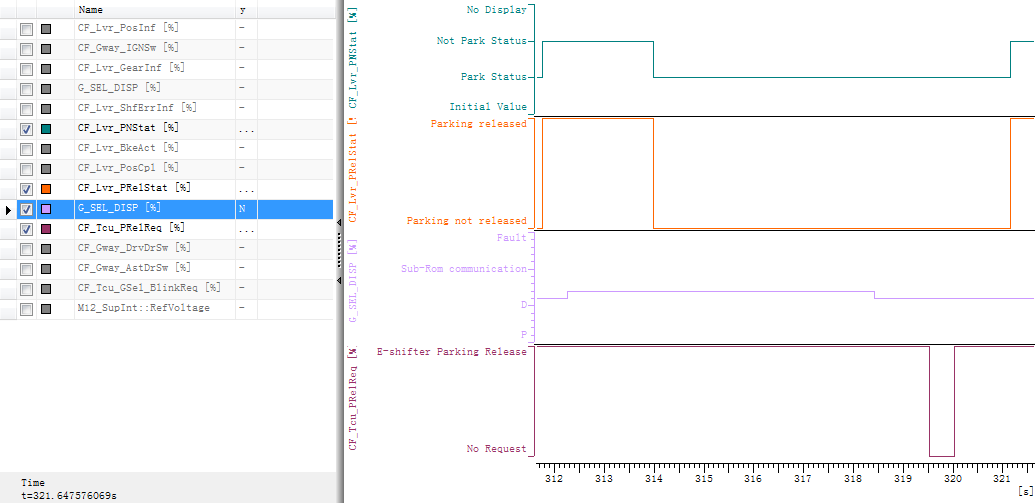 Name y
CF_Lvr_PosInf [%] -
CF_Gway_IGNSw [%] -
CF_Lvr_GearInf [%] -
G_SEL_DISP [%] -
CF_Lvr_ShfErrInf [%] -
CF_Lvr_PNStat [%] ...
CF_Lvr_BkeAct [%] -
CF_Lvr_PosCpl [%] -
CF_Lvr_PRelStat [%] ...
G_SEL_DISP [%] N
CF_Tcu_PRelReq [%] ...
CF_Gway_DrvDrSw [%] -
CF_Gway_AstDrSw [%] -
CF_Tcu_GSel_BlinkReq [%] -
M12_SupInt::RefVoltage -
Time
t=321.647576069s
CF_Lvr_PNStat [%]
No Display
Not Park Status
Park Status
Initial Value
CF_Lvr_PRelStat [%
Parking released
Parking not released
G_SEL_DISP [%]
Fault
Sub-Rom communication
D
P
CF_Tcu_PRelReq [%]
E-shifter Parking Release
No Request
312 313 314 315 316 317 318 319 320 321
[s]